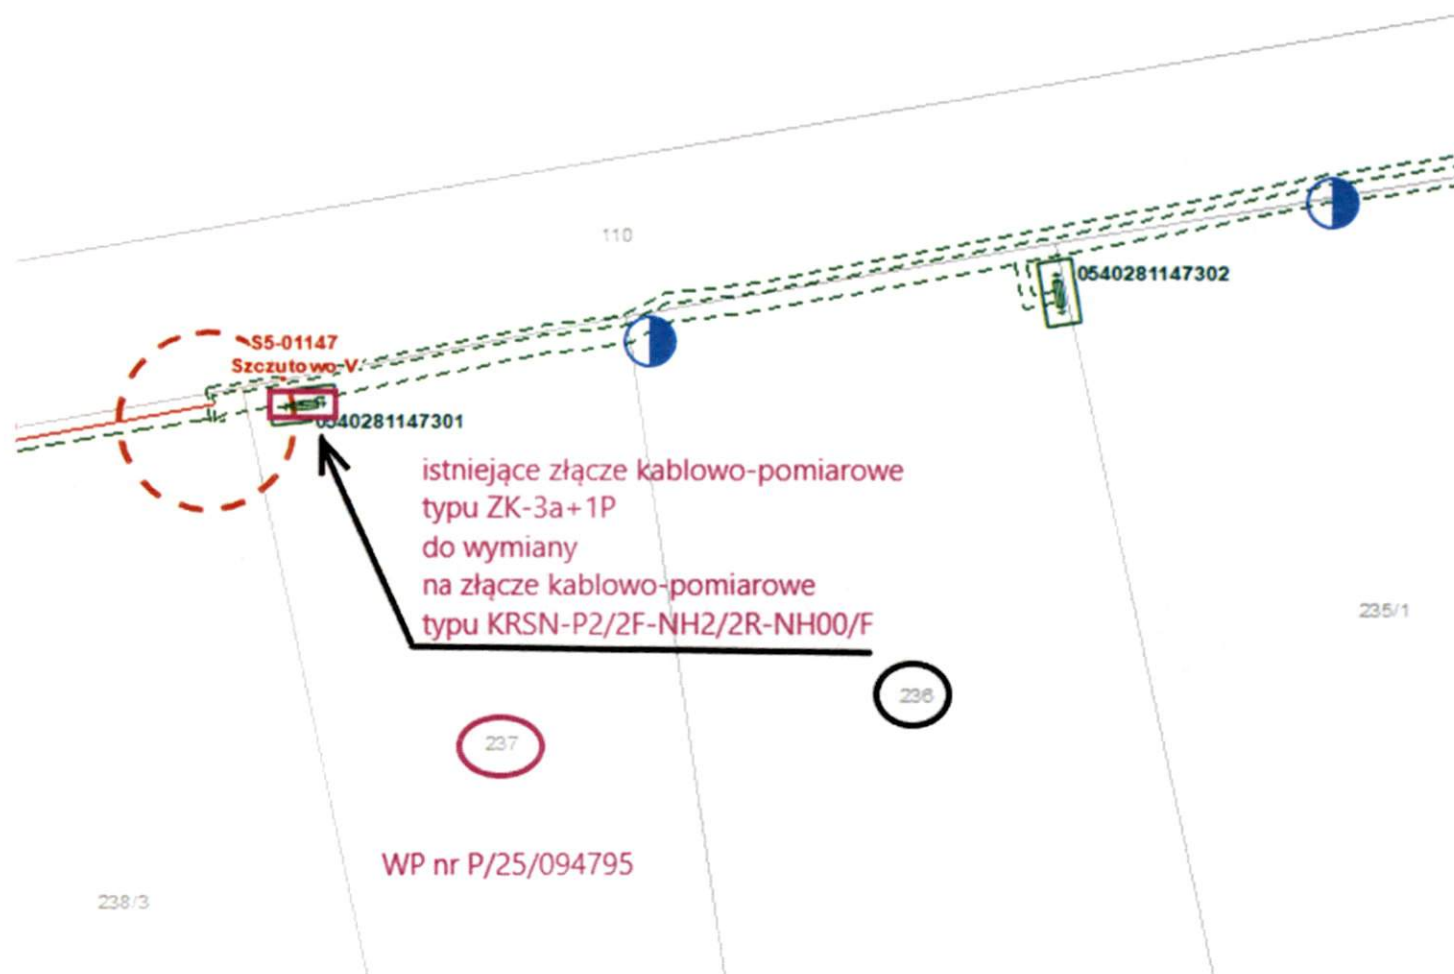 110
0540281147302
S5-01147
Szczutowo V.
0540281147301
istniejące złącze kablowo-pomiarowe
typu ZK-3a+1P
do wymiany
na złącze kablowo-pomiarowe
typu KRSN-P2/2F-NH2/2R-NH00/F
235/1
236
237
WP nr P/25/094795
238/3